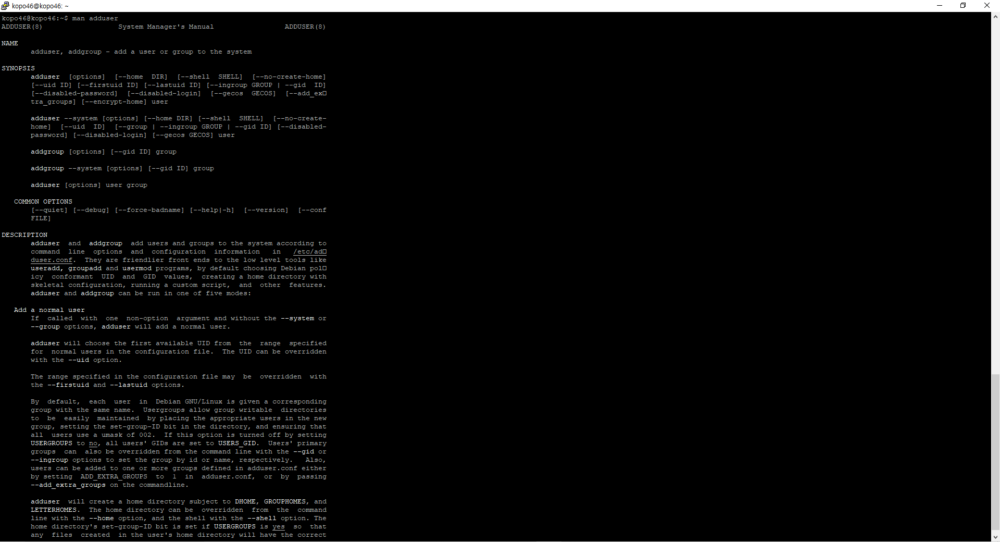 kopo46@kopo46: ~
kopo46@kopo46:~$ man adduser
ADDUSER(8) System Manager's Manual ADDUSER(8)
NAME
adduser, addgroup - add a user or group to the system
SYNOPSIS
adduser [options] [--home DIR] [--shell SHELL] [--no-create-home]
[--uid ID] [--firstuid ID] [--lastuid ID] [--ingroup GROUP | --gid ID]
[--disabled-password] [--disabled-login] [--gecos GECOS] [--add_ex□
tra_groups] [--encrypt-home] user
adduser --system [options] [--home DIR] [--shell SHELL] [--no-create-
home] [--uid ID] [--group | --ingroup GROUP | --gid ID] [--disabled-
password] [--disabled-login] [--gecos GECOS] user
addgroup [options] [--gid ID] group
addgroup --system [options] [--gid ID] group
adduser [options] user group
COMMON OPTIONS
[--quiet] [--debug] [--force-badname] [--help|-h] [--version] [--conf
FILE]
DESCRIPTION
adduser and addgroup add users and groups to the system according to
command line options and configuration information in /etc/ad□
duser.conf. They are friendlier front ends to the low level tools like
useradd, groupadd and usermod programs, by default choosing Debian pol□
icy conformant UID and GID values, creating a home directory with
skeletal configuration, running a custom script, and other features.
adduser and addgroup can be run in one of five modes:
Add a normal user
If called with one non-option argument and without the --system or
--group options, adduser will add a normal user.
adduser will choose the first available UID from the range specified
for normal users in the configuration file. The UID can be overridden
with the --uid option.
The range specified in the configuration file may be overridden with
the --firstuid and --lastuid options.
By default, each user in Debian GNU/Linux is given a corresponding
group with the same name. Usergroups allow group writable directories
to be easily maintained by placing the appropriate users in the new
group, setting the set-group-ID bit in the directory, and ensuring that
all users use a umask of 002. If this option is turned off by setting
USERGROUPS to no, all users' GIDs are set to USERS_GID. Users' primary
groups can also be overridden from the command line with the --gid or
--ingroup options to set the group by id or name, respectively. Also,
users can be added to one or more groups defined in adduser.conf either
by setting ADD_EXTRA_GROUPS to 1 in adduser.conf, or by passing
--add_extra_groups on the commandline.
adduser will create a home directory subject to DHOME, GROUPHOMES, and
LETTERHOMES. The home directory can be overridden from the command
line with the --home option, and the shell with the --shell option. The
home directory's set-group-ID bit is set if USERGROUPS is yes so that
any files created in the user's home directory will have the correct